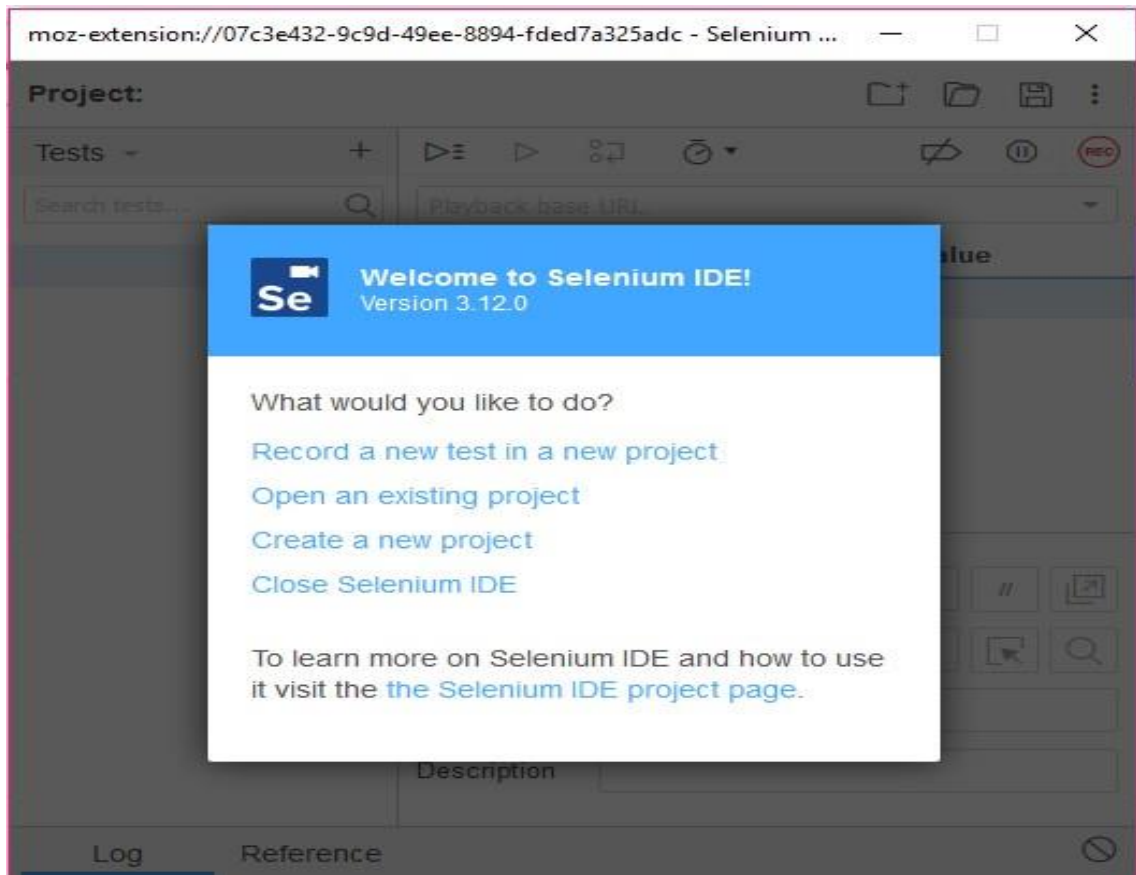 moz-extension://07c3e432-9c9d-49ee-8894-fded7a325adc - Selenium ...
Project:
Tests
Search tests...
Playback base URL
REC
alue
Se
Welcome to Selenium IDE!
Version 3.12.0
What would you like to do?
Record a new test in a new project
Open an existing project
Create a new project
Close Selenium IDE
To learn more on Selenium IDE and how to use
it visit the the Selenium IDE project page.
//
Description
Log
Reference